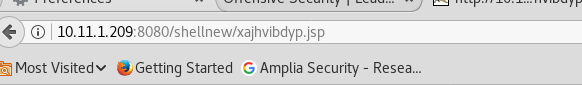 Preferences Offensive Security | Lead… http://10.1…hvibdyp…
10.11.1.209:8080/shellnew/xajhvibdyp.jsp
Most Visited Getting Started Amplia Security - Resea...